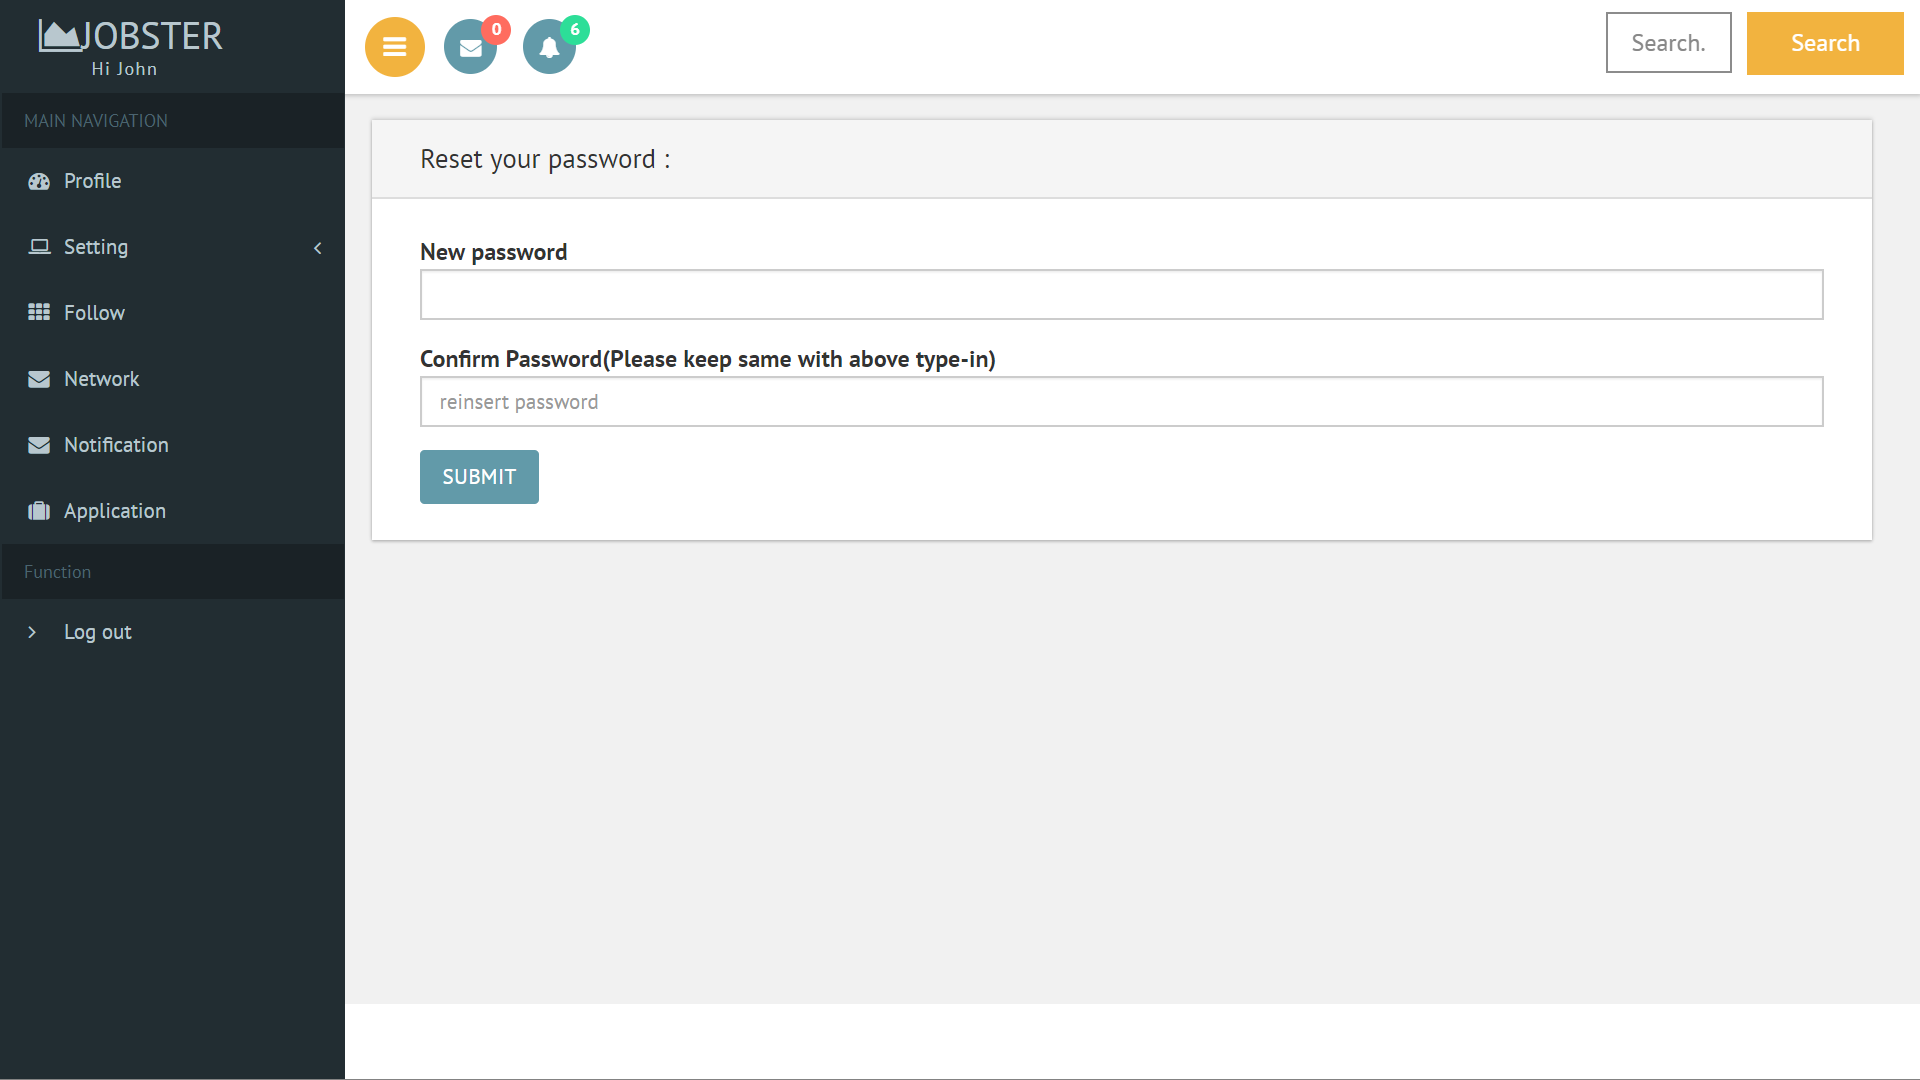 JOBSTER
Hi John
MAIN NAVIGATION
Profile
Setting
Follow
Network
Notification
Application
Function
Log out
0
6
Search.
Search
Reset your password :
New password
Confirm Password(Please keep same with above type-in)
reinsert password
SUBMIT